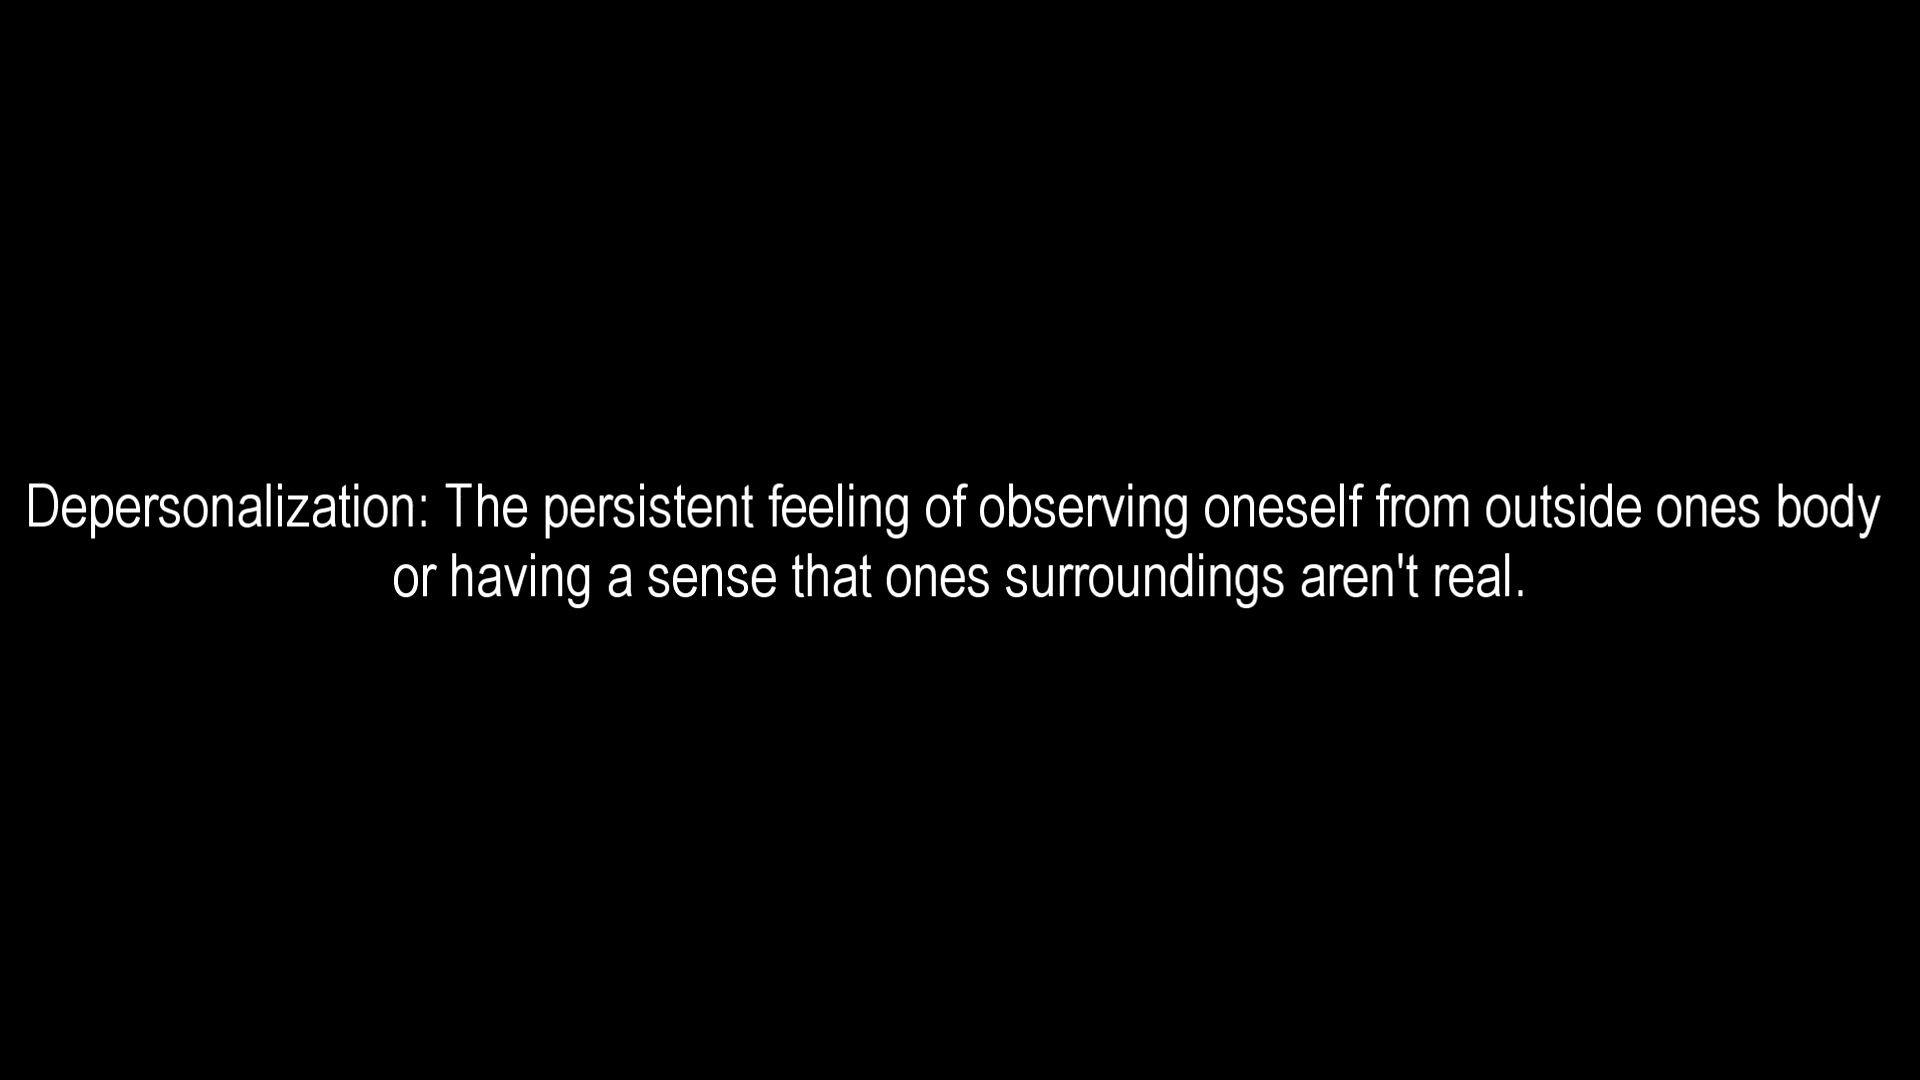 Depersonalization: The persistent feeling of observing oneself from outside ones body
or having a sense that ones surroundings aren't real.